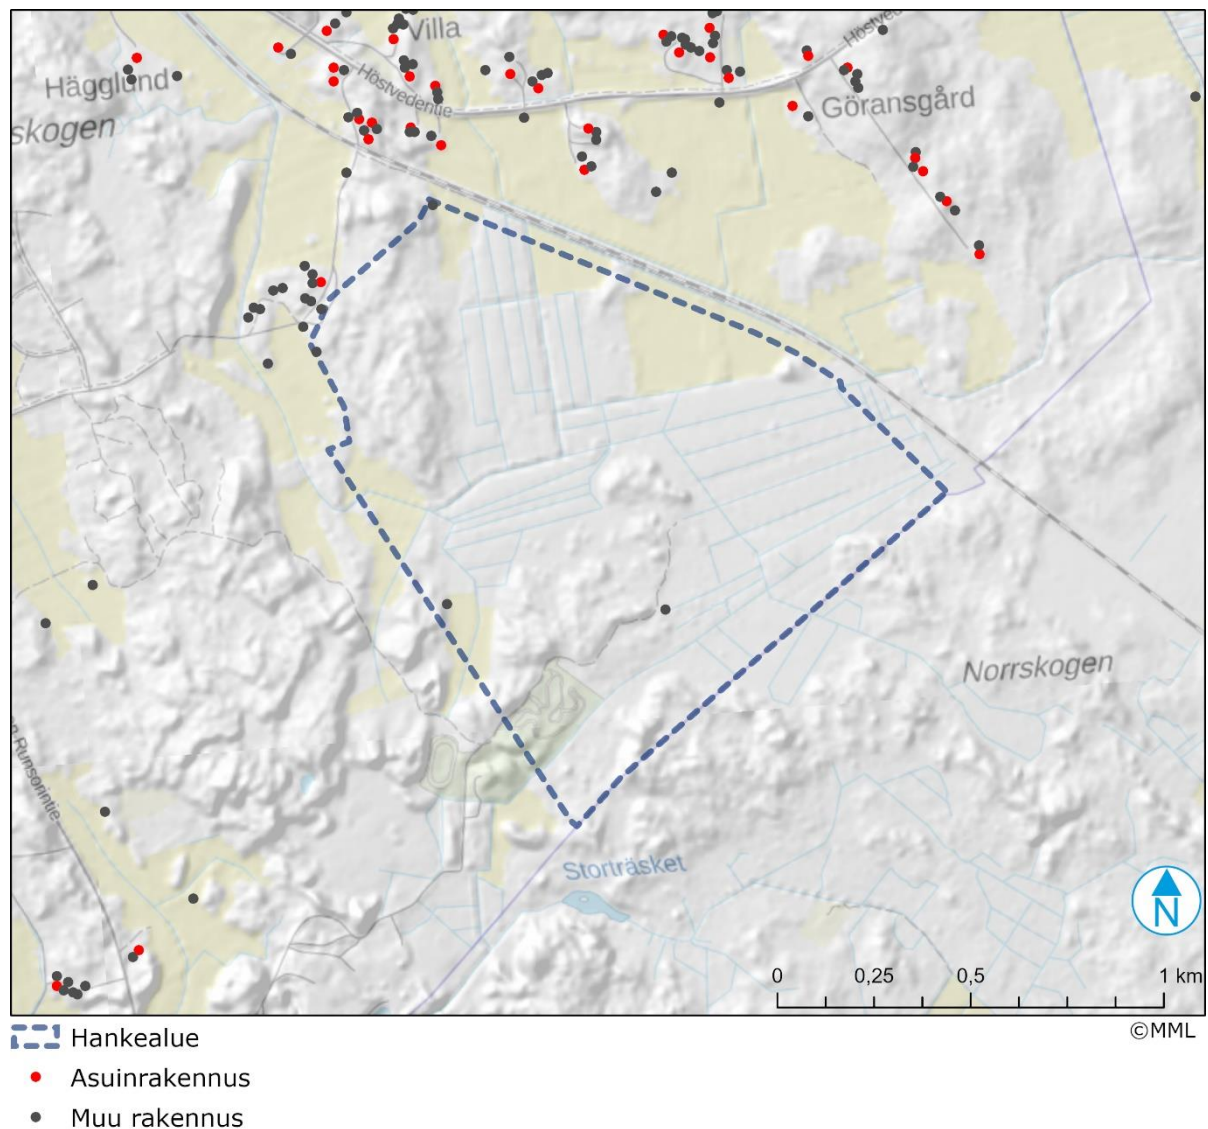 Villa
Höstve
Hägglund
Höstvedentie
Göransgård
skogen
Norrskogen
n-Runsorintie
Storträsket
N
0 0,25 0,5 1 km
©MML
Hankealue
Asuinrakennus
Muu rakennus